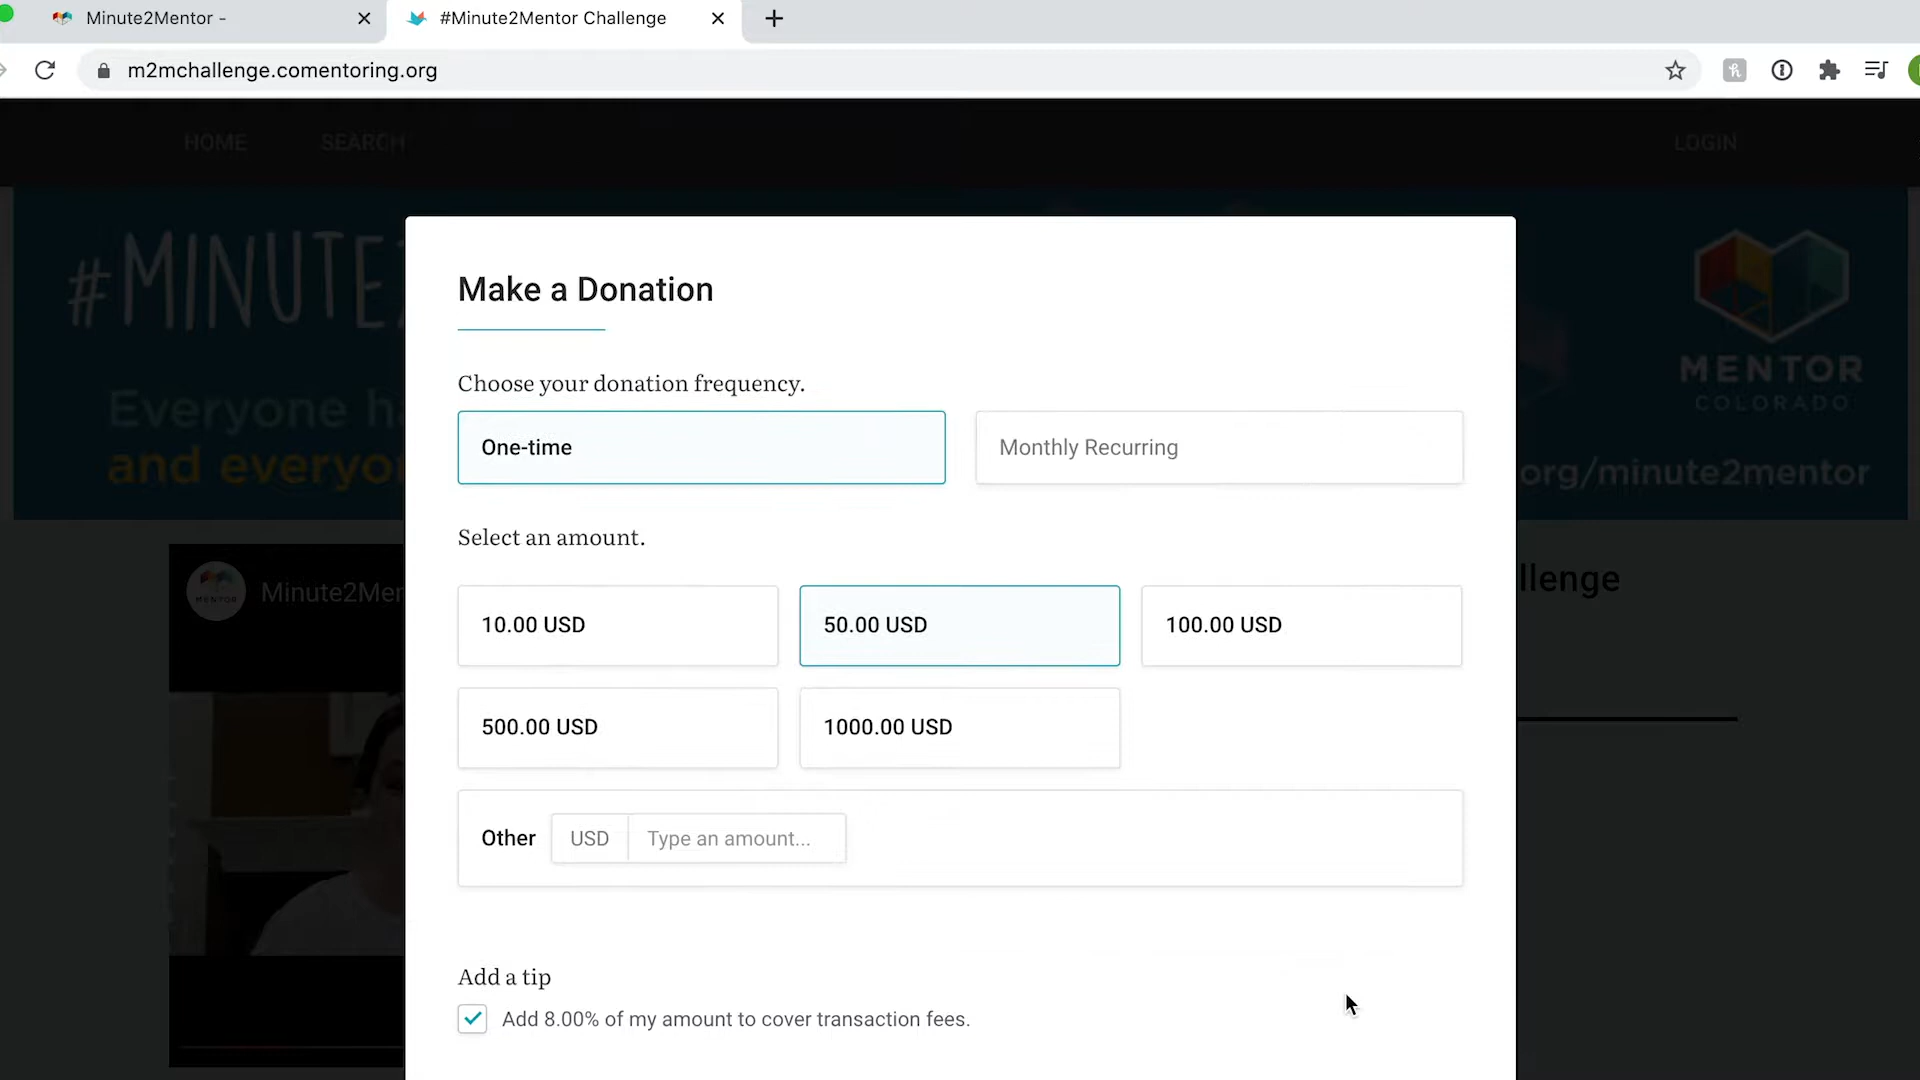 Minute2Mentor -
#Minute2Mentor Challenge
m2mchallenge.comentoring.org
HOME SEARCH LOGIN
#MINUTE
MENTOR
COLORADO
Everyone ha
and everyon
org/minute2mentor
Minute2Men
MENTOR
llenge
Make a Donation
Choose your donation frequency.
One-time Monthly Recurring
Select an amount.
10.00 USD 50.00 USD 100.00 USD
500.00 USD 1000.00 USD
Other USD Type an amount...
Add a tip
Add 8.00% of my amount to cover transaction fees.